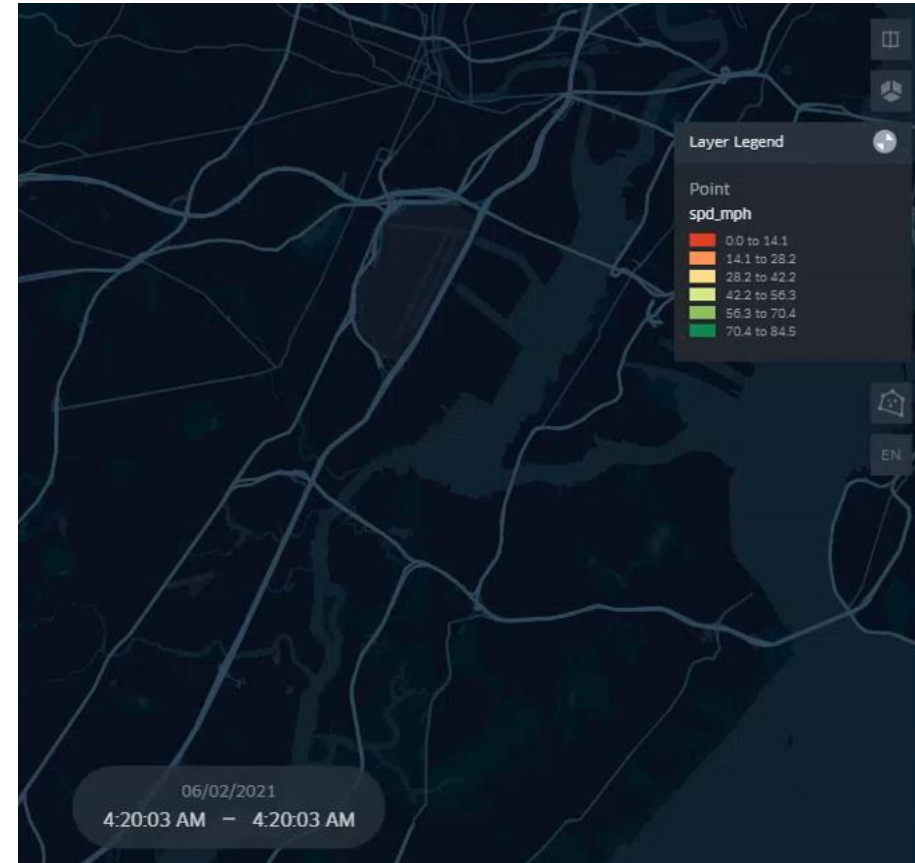 Layer Legend
Point
spd_mph
0.0 to 14.1
14.1 to 28.2
28.2 to 42.2
42.2 to 56.3
56.3 to 70.4
70.4 to 84.5
EN
06/02/2021
4:20:03 AM – 4:20:03 AM